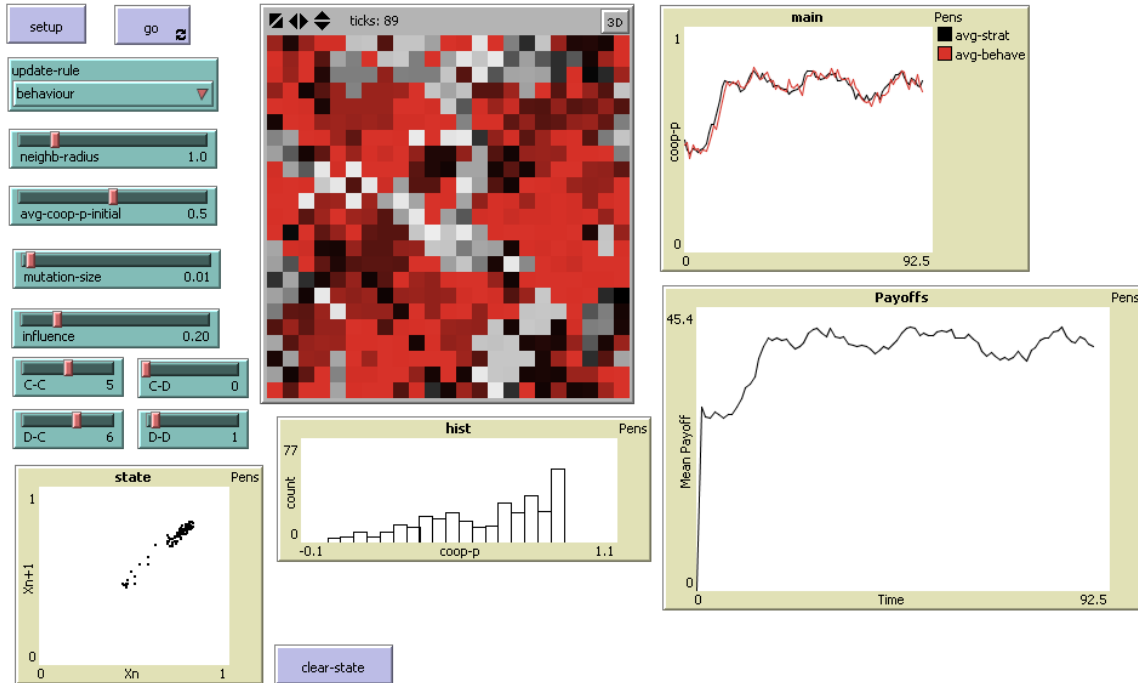 setup
go
update-rule
behaviour
neighb-radius 1.0
avg-coop-p-initial 0.5
mutation-size 0.01
influence 0.20
C-C 5
C-D 0
D-C 6
D-D 1
state Pens
1
Xn+1
0
0 Xn 1
ticks: 89
3D
hist Pens
77
count
0
-0.1 coop-p 1.1
clear-state
main Pens
1
avg-strat
avg-behave
coop-p
0
0 92.5
Payoffs Pens
45.4
Mean Payoff
0
0 Time 92.5